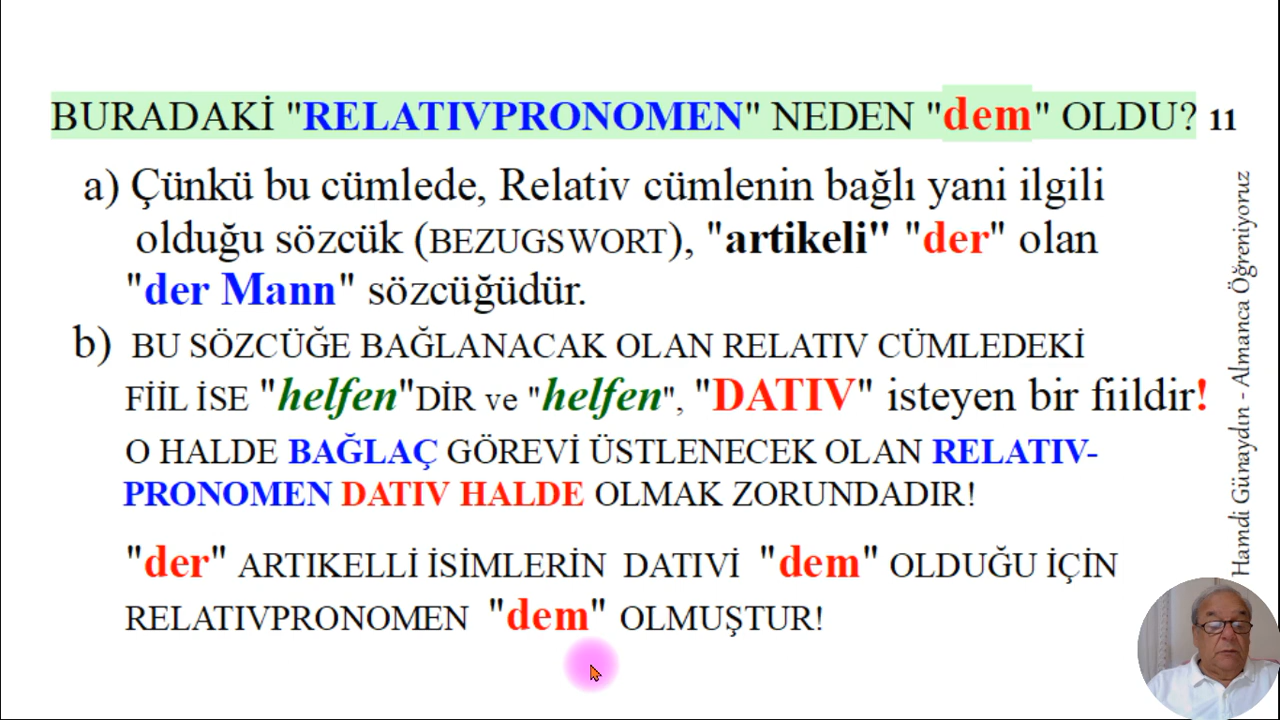 BURADAKİ "RELATIVPRONOMEN" NEDEN "dem" OLDU? 11
a) Çünkü bu cümlede, Relativ cümlenin bağlı yani ilgili
olduğu sözcük (BEZUGSWORT), "artikeli" "der" olan
"der Mann" sözcüğüdür.
b) BU SÖZCÜĞE BAĞLANACAK OLAN RELATIV CÜMLEDEKİ
FİİL İSE "helfen"DİR ve "helfen", "DATIV" isteyen bir fiildir!
O HALDE BAĞLAÇ GÖREVİ ÜSTLENECEK OLAN RELATIV-
PRONOMEN DATIV HALDE OLMAK ZORUNDADIR!
"der" ARTIKELLİ İSİMLERİN DATIVİ "dem" OLDUĞU İÇİN
RELATIVPRONOMEN "dem" OLMUŞTUR!
Hamdi Günaydın - Almanca Öğreniyoruz